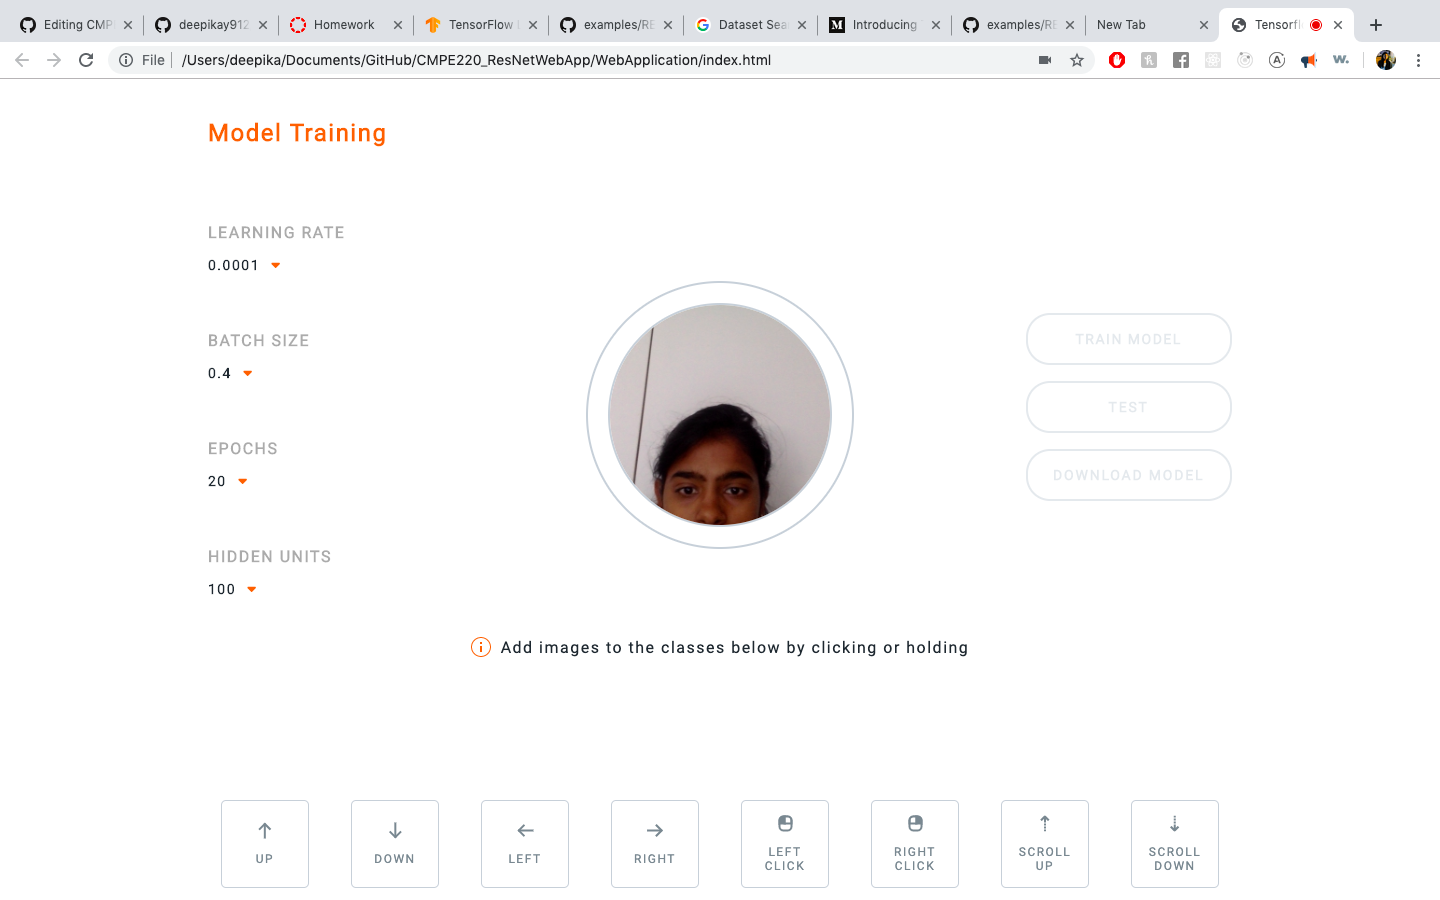 Editing CMP
deepikay912
Homework
TensorFlow
examples/RE
Dataset Sea
Introducing
examples/RE
New Tab
Tensorfl
File
/Users/deepika/Documents/GitHub/CMPE220_ResNetWebApp/WebApplication/index.html
Model Training
LEARNING RATE
0.0001
BATCH SIZE
0.4
EPOCHS
20
HIDDEN UNITS
100
TRAIN MODEL
TEST
DOWNLOAD MODEL
Add images to the classes below by clicking or holding
UP
DOWN
LEFT
RIGHT
LEFT
CLICK
RIGHT
CLICK
SCROLL
UP
SCROLL
DOWN